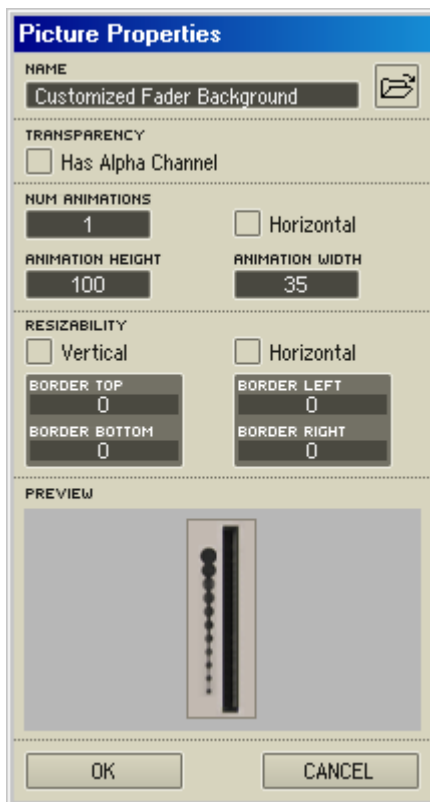 Picture Properties
NAME
Customized Fader Background
TRANSPARENCY
Has Alpha Channel
NUM ANIMATIONS
1
Horizontal
ANIMATION HEIGHT
ANIMATION WIDTH
100
35
RESIZABILITY
Vertical
Horizontal
BORDER TOP
BORDER LEFT
0
0
BORDER BOTTOM
BORDER RIGHT
0
0
PREVIEW
OK
CANCEL